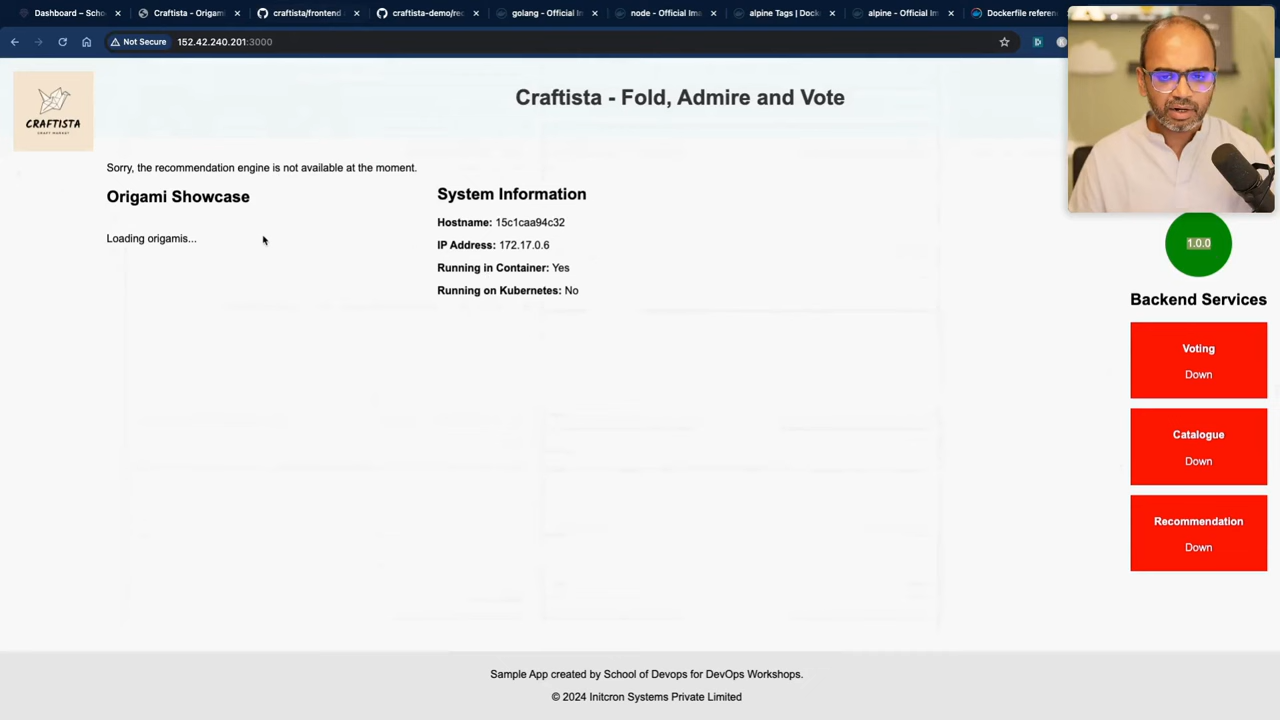 Dashboard – Scho
Craftista - Origami
craftista/frontend
craftista-demo/rec
golang - Official Im
node - Official Ima
alpine Tags | Dock
alpine - Official Im
Dockerfile referen
Not Secure
152.42.240.201:3000
CRAFTISTA
CRAFT MARKET
Craftista - Fold, Admire and Vote
Sorry, the recommendation engine is not available at the moment.
Origami Showcase
Loading origamis...
System Information
Hostname: 15c1caa94c32
IP Address: 172.17.0.6
Running in Container: Yes
Running on Kubernetes: No
1.0.0
Backend Services
Voting
Down
Catalogue
Down
Recommendation
Down
Sample App created by School of Devops for DevOps Workshops.
© 2024 Initcron Systems Private Limited